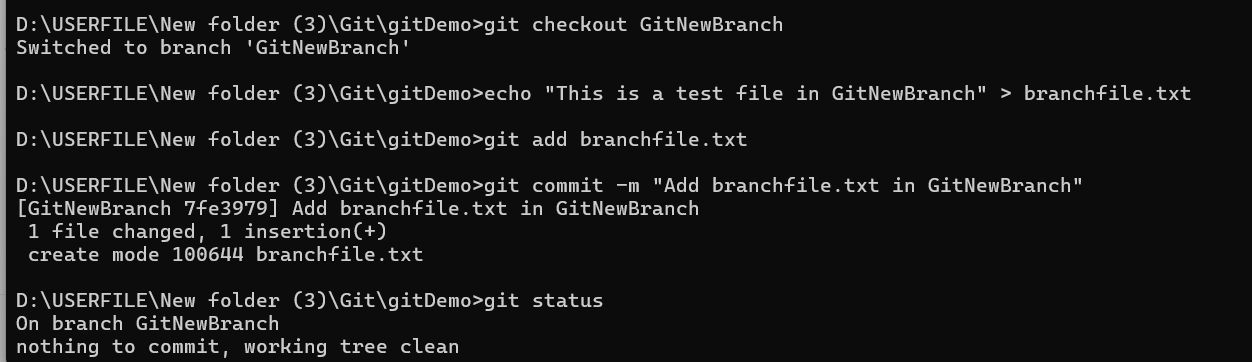 D:\USERFILE\New folder (3)\Git\gitDemo>git checkout GitNewBranch
Switched to branch 'GitNewBranch'
D:\USERFILE\New folder (3)\Git\gitDemo>echo "This is a test file in GitNewBranch" > branchfile.txt
D:\USERFILE\New folder (3)\Git\gitDemo>git add branchfile.txt
D:\USERFILE\New folder (3)\Git\gitDemo>git commit -m "Add branchfile.txt in GitNewBranch"
[GitNewBranch 7fe3979] Add branchfile.txt in GitNewBranch
 1 file changed, 1 insertion(+)
 create mode 100644 branchfile.txt
D:\USERFILE\New folder (3)\Git\gitDemo>git status
On branch GitNewBranch
nothing to commit, working tree clean